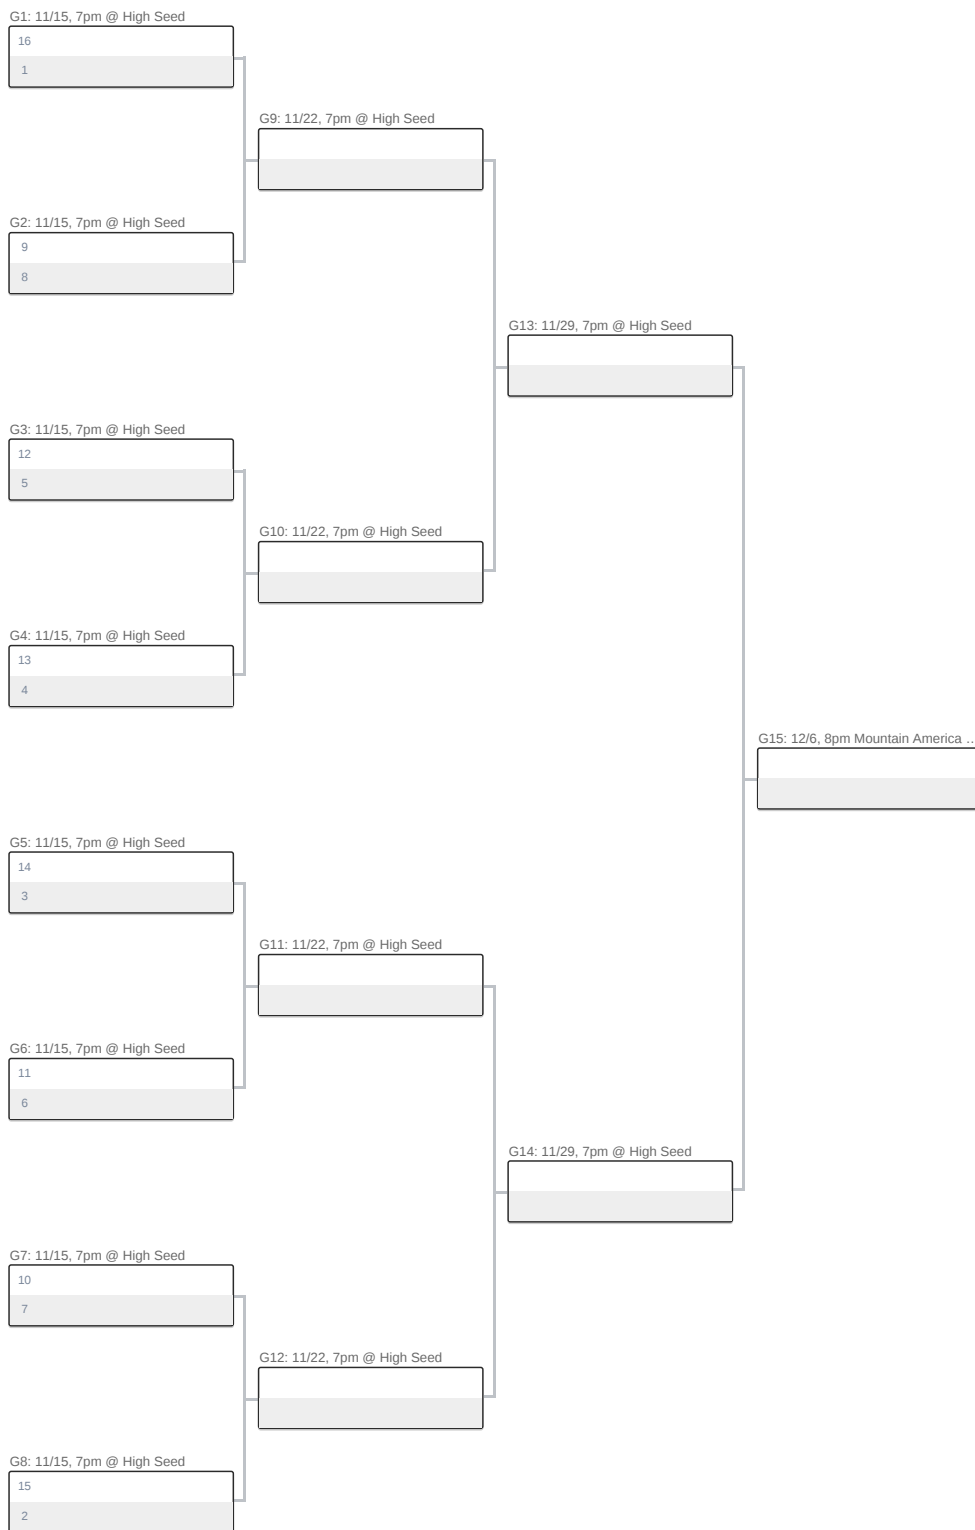 G1: 11/15, 7pm @ High Seed
16
1
G9: 11/22, 7pm @ High Seed
G2: 11/15, 7pm @ High Seed
9
8
G13: 11/29, 7pm @ High Seed
G3: 11/15, 7pm @ High Seed
12
5
G10: 11/22, 7pm @ High Seed
G4: 11/15, 7pm @ High Seed
13
4
G15: 12/6, 8pm Mountain America ...
G5: 11/15, 7pm @ High Seed
14
3
G11: 11/22, 7pm @ High Seed
G6: 11/15, 7pm @ High Seed
11
6
G14: 11/29, 7pm @ High Seed
G7: 11/15, 7pm @ High Seed
10
7
G12: 11/22, 7pm @ High Seed
G8: 11/15, 7pm @ High Seed
15
2